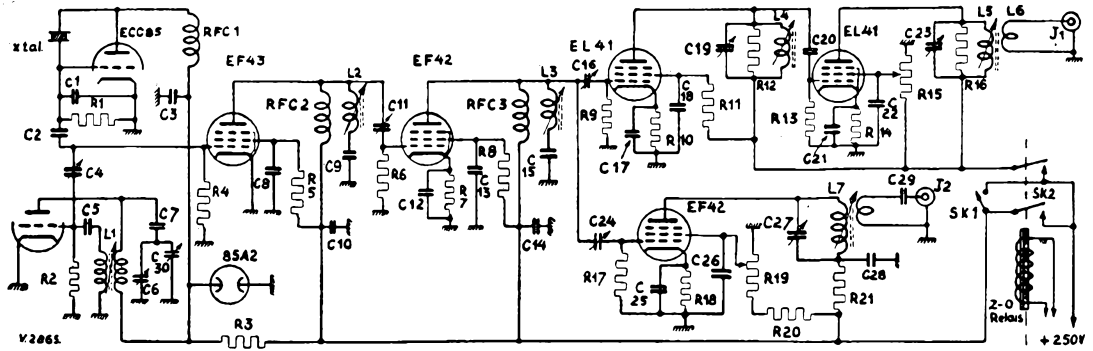 xtal.
ECC85
RFC1
C1
R1
C2
C3
C4
C5
L1
C7
C30
C6
R2
V.2865.
R3
85A2
EF43
R4
C8
R5
RFC2
C10
L2
C9
C11
R6
EF42
C12
R7
C13
R8
RFC3
C14
L3
C15
C16
EL41
R9
C17
R10
C18
R11
C19
L4
R12
C20
EL41
R13
C21
R14
C22
R15
C23
L5
L6
R16
J1
C24
R17
EF42
C25
R18
C26
R19
R20
C27
L7
C28
R21
C29
J2
SK1
SK2
2-0
Relais
+250V